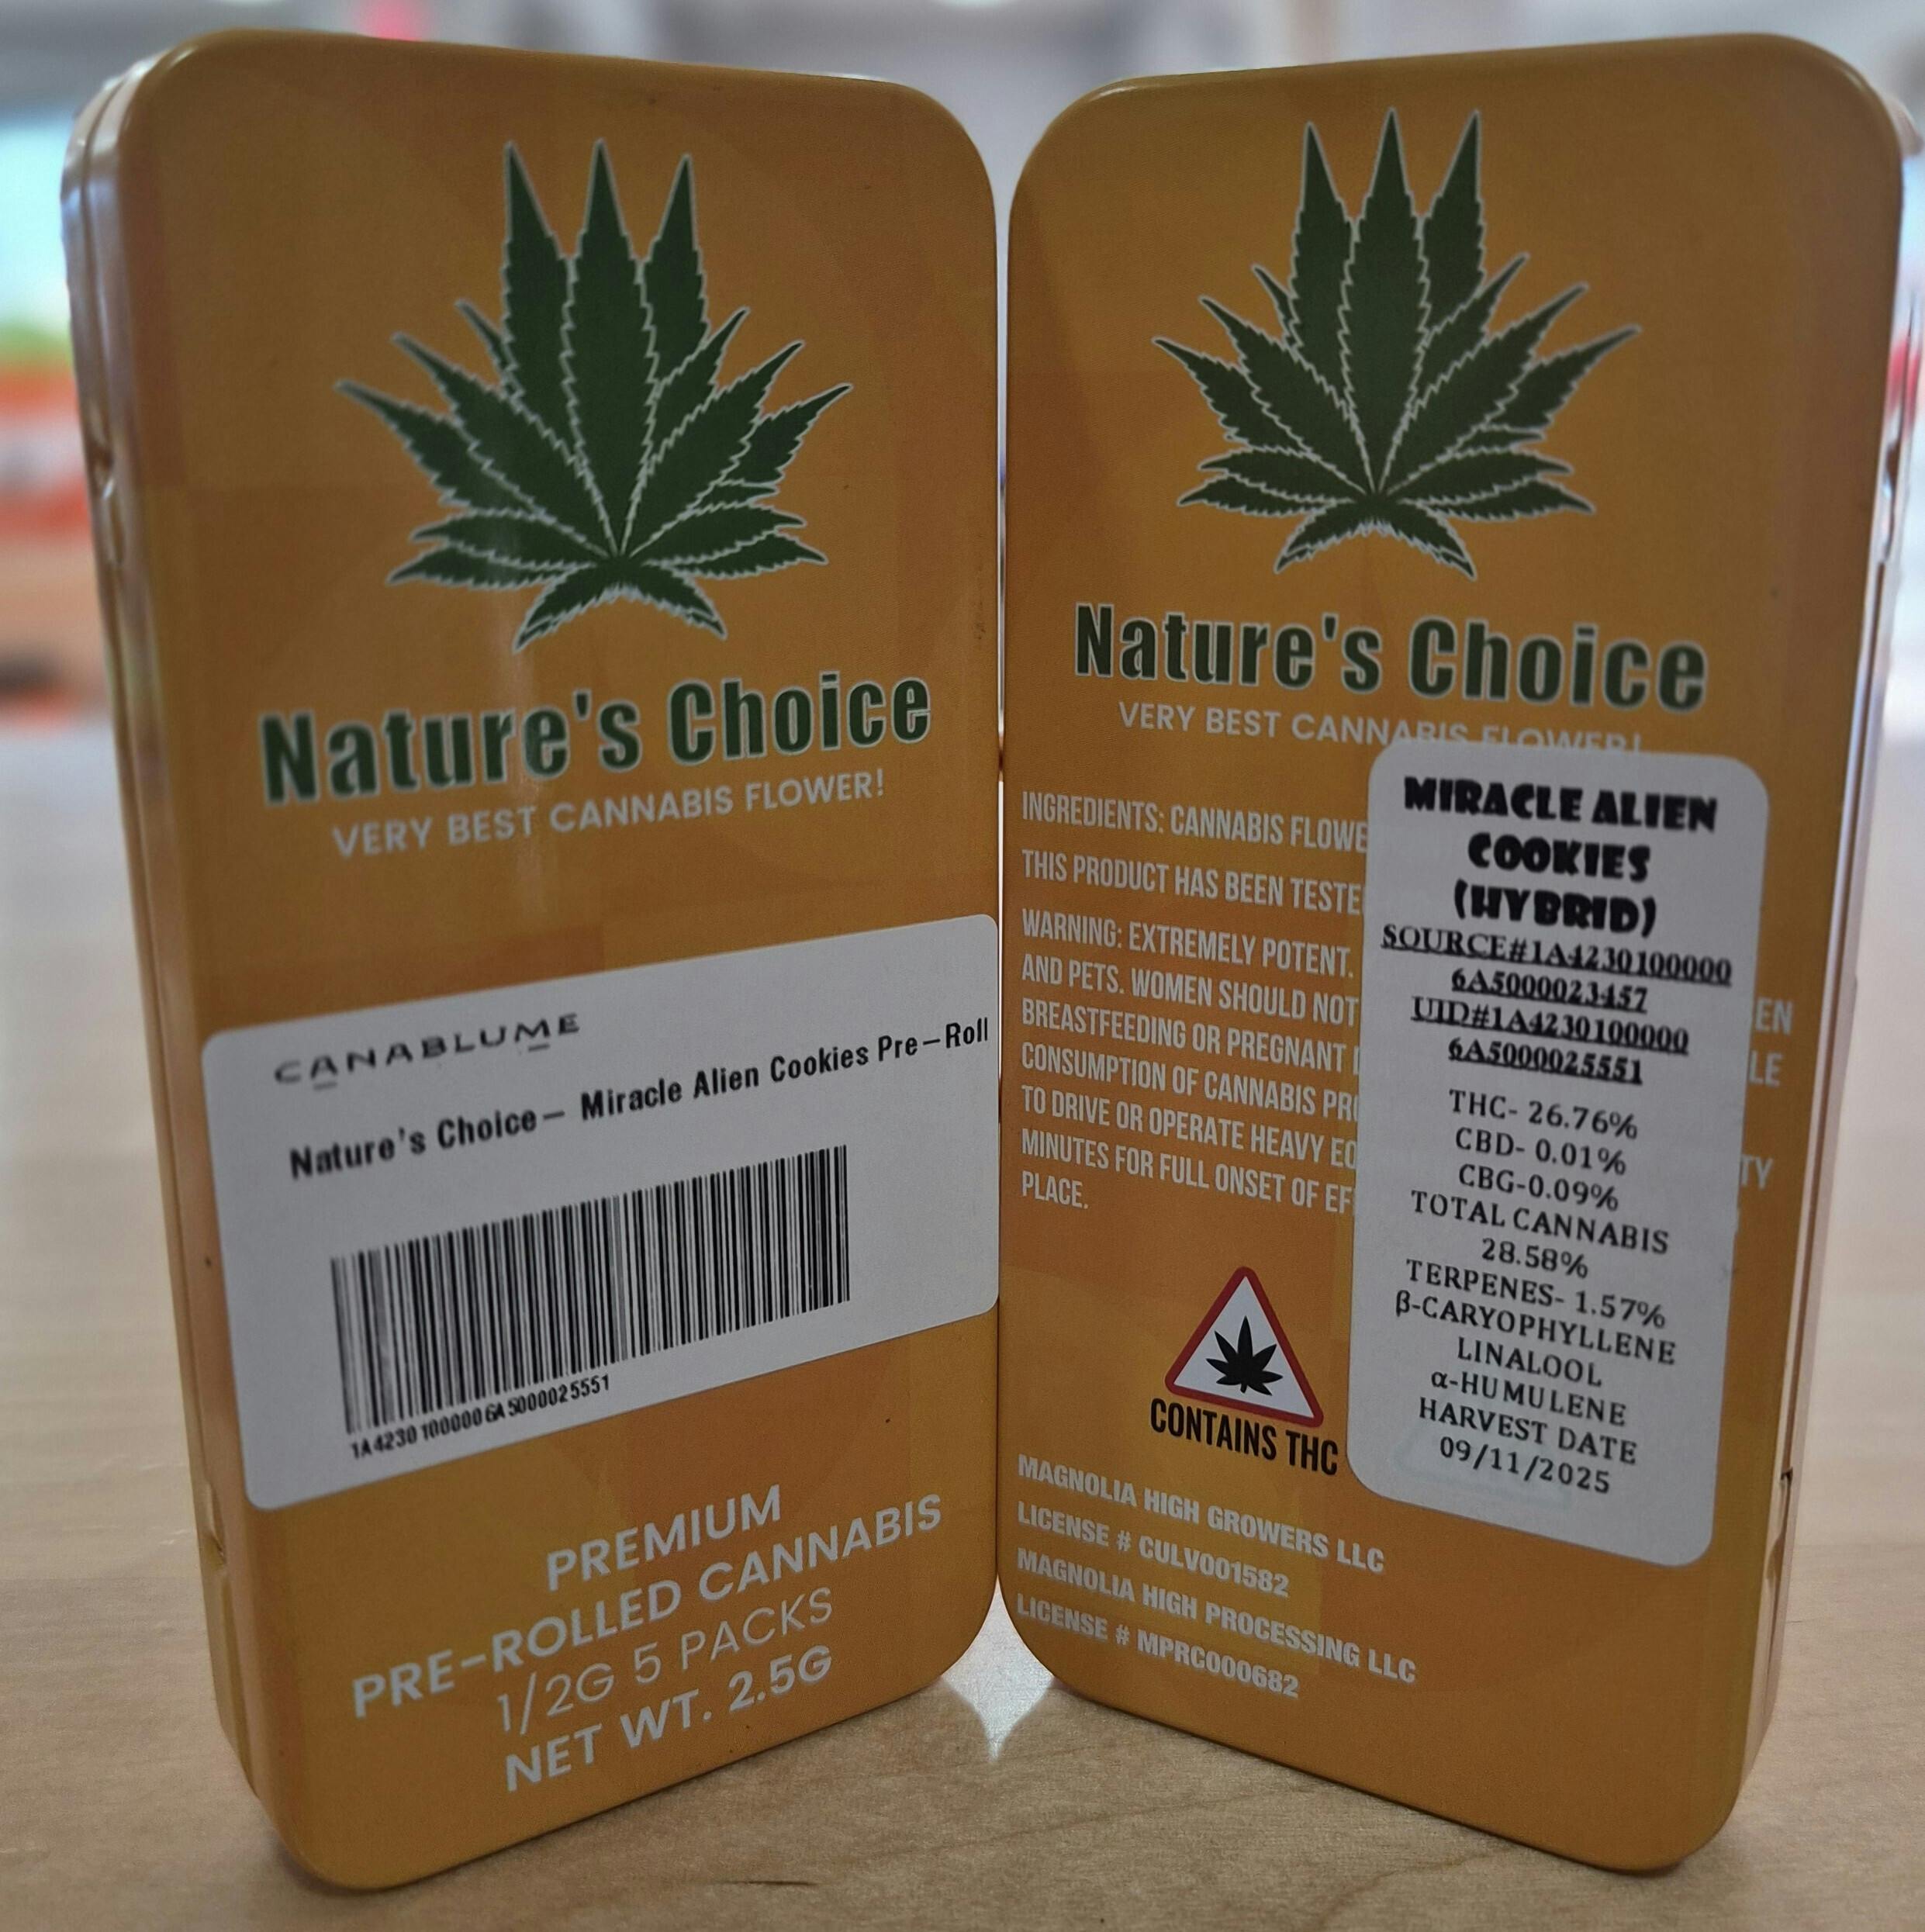 Nature's Choice
VERY BEST CANNABIS FLOWER!
CANABLUME
Nature's Choice— Miracle Alien Cookies Pre—Roll
1A42301000006A5000025551
PREMIUM
PRE-ROLLED CANNABIS
1/2G 5 PACKS
NET WT. 2.5G
Nature's Choice
VERY BEST CANNABIS FLOWER!
INGREDIENTS: CANNABIS FLOWE
THIS PRODUCT HAS BEEN TESTE
WARNING: EXTREMELY POTENT.
EN
AND PETS. WOMEN SHOULD NOT
LE
BREASTFEEDING OR PREGNANT
CONSUMPTION OF CANNABIS PRO
TO DRIVE OR OPERATE HEAVY EQ
TY
MINUTES FOR FULL ONSET OF EF
PLACE.
CONTAINS THC
MAGNOLIA HIGH GROWERS LLC
LICENSE # CULV001582
MAGNOLIA HIGH PROCESSING LLC
LICENSE # MPRC000682
MIRACLE ALIEN
COOKIES
(HYBRID)
SOURCE#1A4230100000
6A5000023457
UID#1A4230100000
6A5000025551
THC- 26.76%
CBD- 0.01%
CBG-0.09%
TOTAL CANNABIS
28.58%
TERPENES- 1.57%
β-CARYOPHYLLENE
LINALOOL
α-HUMULENE
HARVEST DATE
09/11/2025